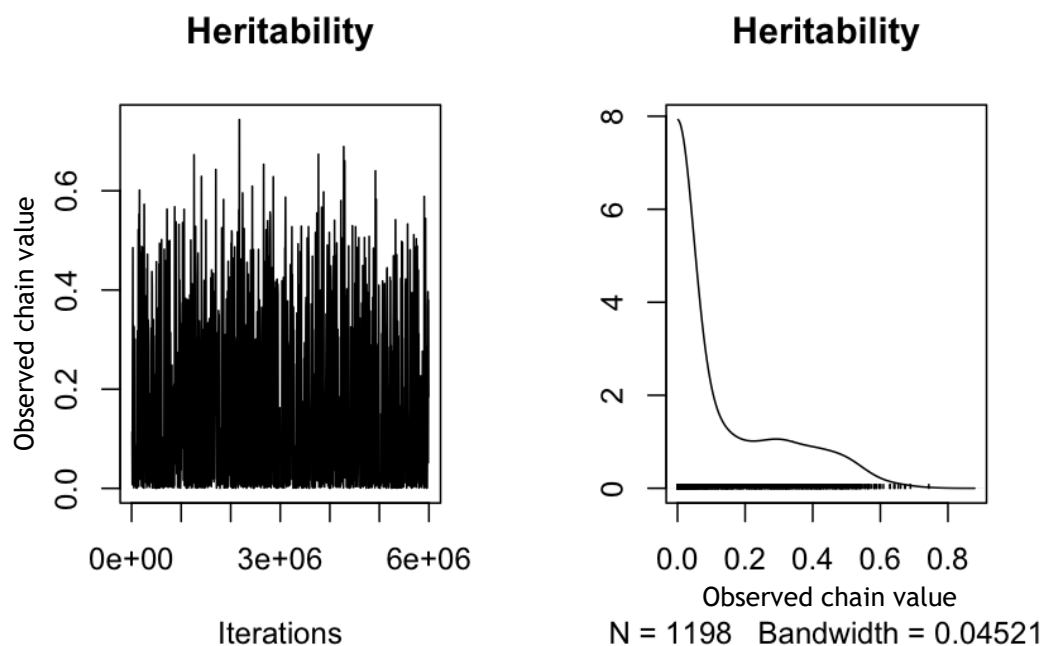 Heritability
Observed chain value
0.6
0.4
0.2
0.0
0e+00 3e+06 6e+06
Iterations
Heritability
8
6
4
2
0
0.0 0.2 0.4 0.6 0.8
Observed chain value
N = 1198 Bandwidth = 0.04521